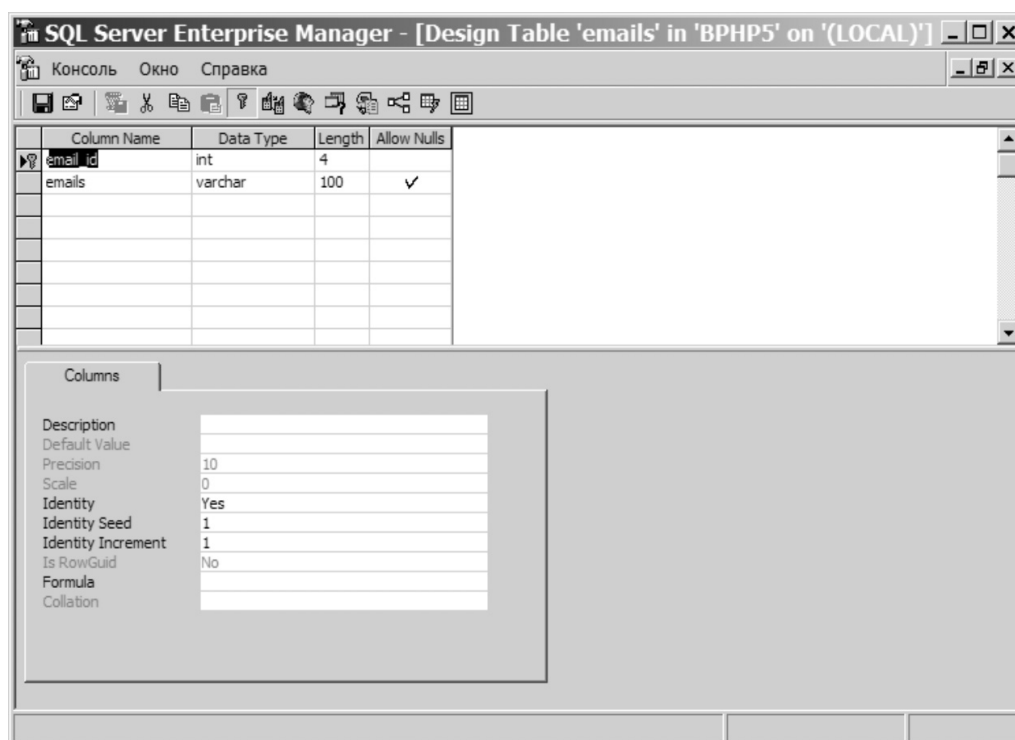 SQL Server Enterprise Manager - [Design Table 'emails' in 'BPHP5' on '(LOCAL)']
Консоль Окно Справка
Column Name Data Type Length Allow Nulls
email_id int 4
emails varchar 100
Columns
Description
Default Value
Precision 10
Scale 0
Identity Yes
Identity Seed 1
Identity Increment 1
Is RowGuid No
Formula
Collation